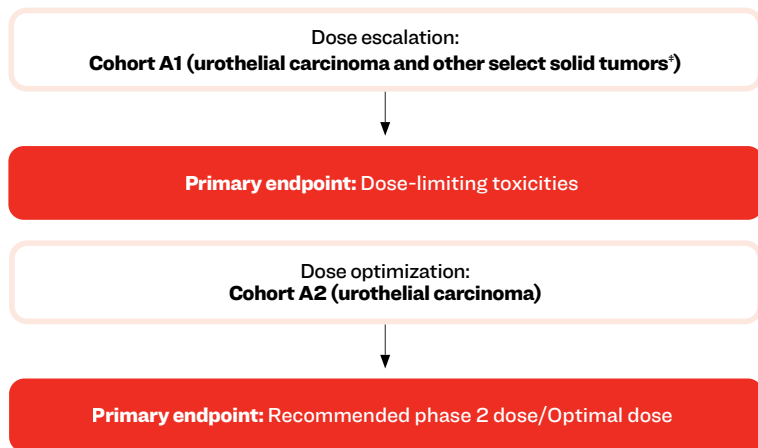 Dose escalation:
Cohort A1 (urothelial carcinoma and other select solid tumors‡)
Primary endpoint: Dose-limiting toxicities
Dose optimization:
Cohort A2 (urothelial carcinoma)
Primary endpoint: Recommended phase 2 dose/Optimal dose